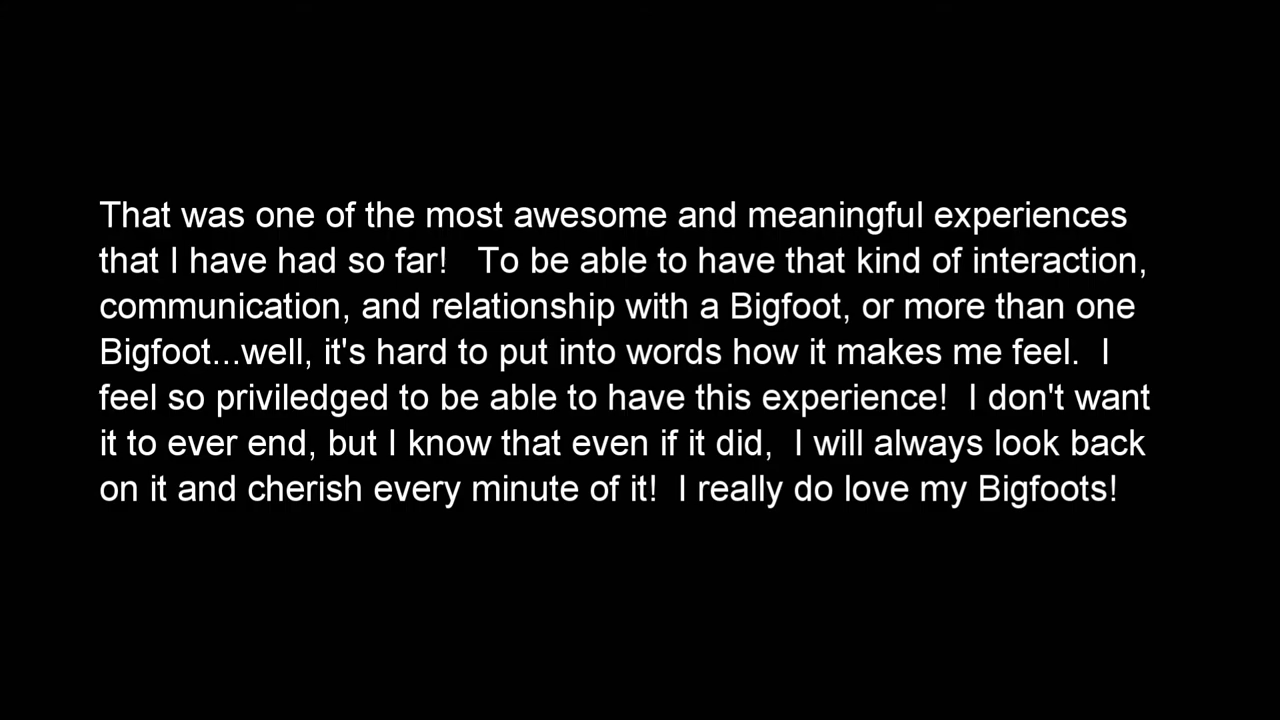 That was one of the most awesome and meaningful experiences
that I have had so far!   To be able to have that kind of interaction,
communication, and relationship with a Bigfoot, or more than one
Bigfoot...well, it's hard to put into words how it makes me feel.  I
feel so priviledged to be able to have this experience!  I don't want
it to ever end, but I know that even if it did,  I will always look back
on it and cherish every minute of it!  I really do love my Bigfoots!